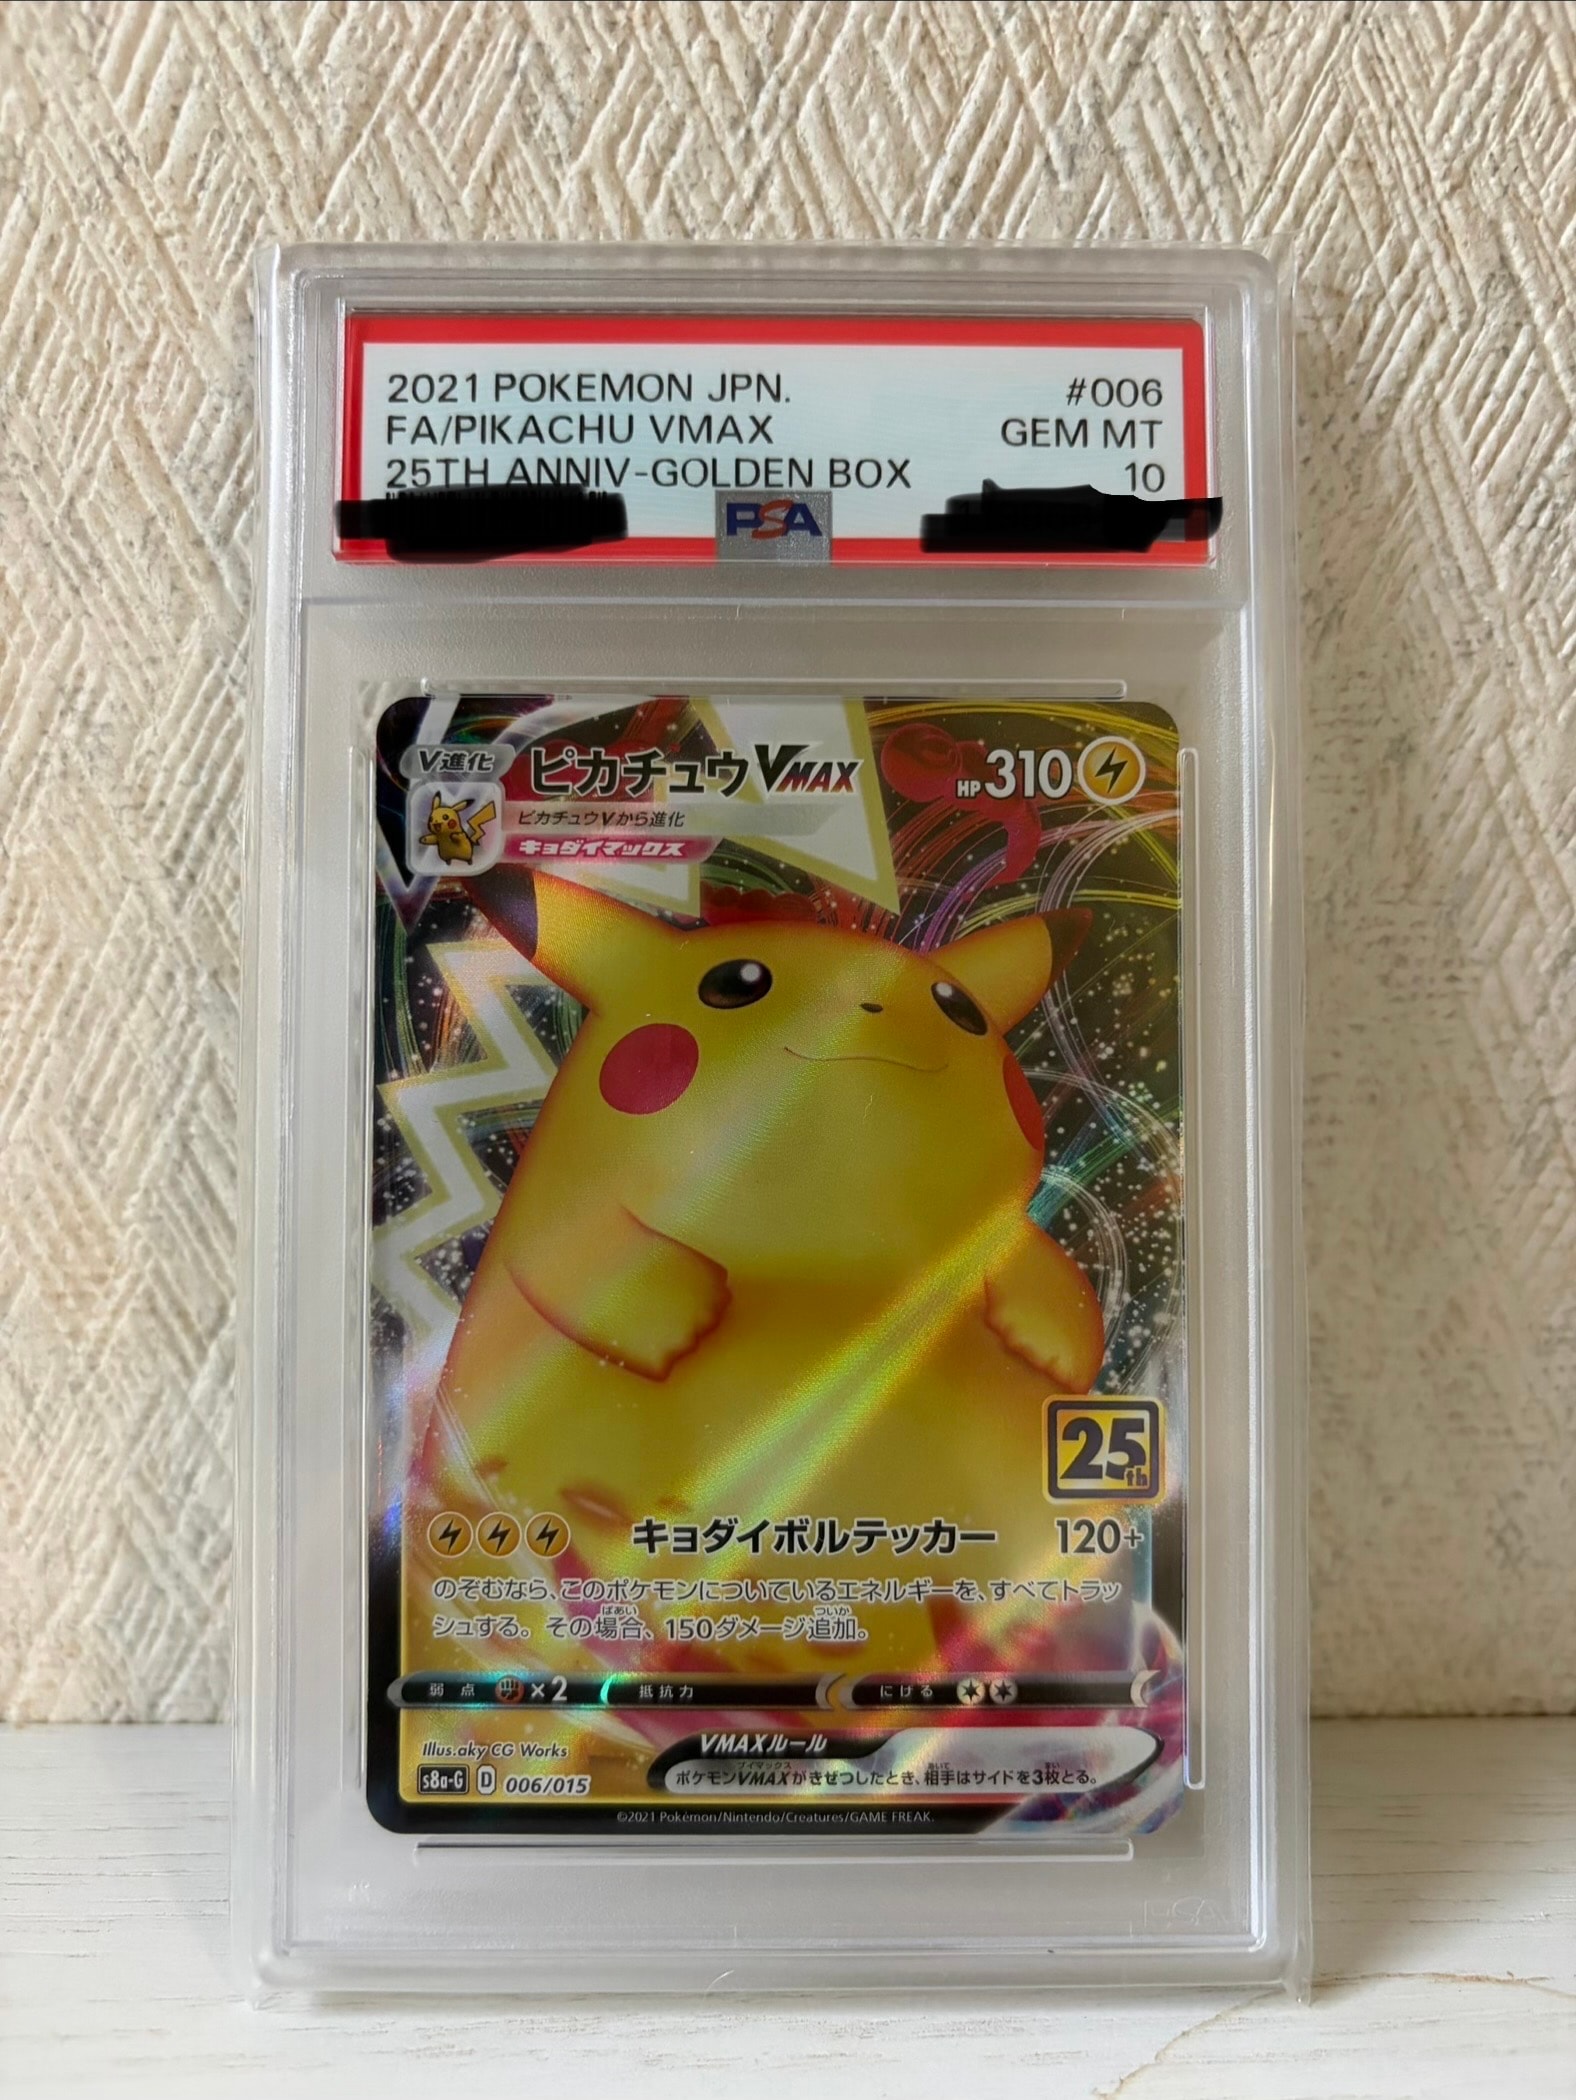 2021 POKEMON JPN. #006
FA/PIKACHU VMAX GEM MT
25TH ANNIV-GOLDEN BOX 10
PSA
V進化 ピカチュウVMAX HP310
ピカチュウVから進化
キョダイマックス
25th
キョダイボルテッカー 120+
のぞむなら、このポケモンについているエネルギーを、すべてトラッ
シュする。その場合、150ダメージ追加。
弱点 ×2 抵抗力 にげる
Illus.aky CG Works
VMAXルール
ポケモンVMAXがきぜつしたとき、相手はサイドを3枚とる。
s8a-G D 006/015
©2021 Pokémon/Nintendo/Creatures/GAME FREAK.
PSA